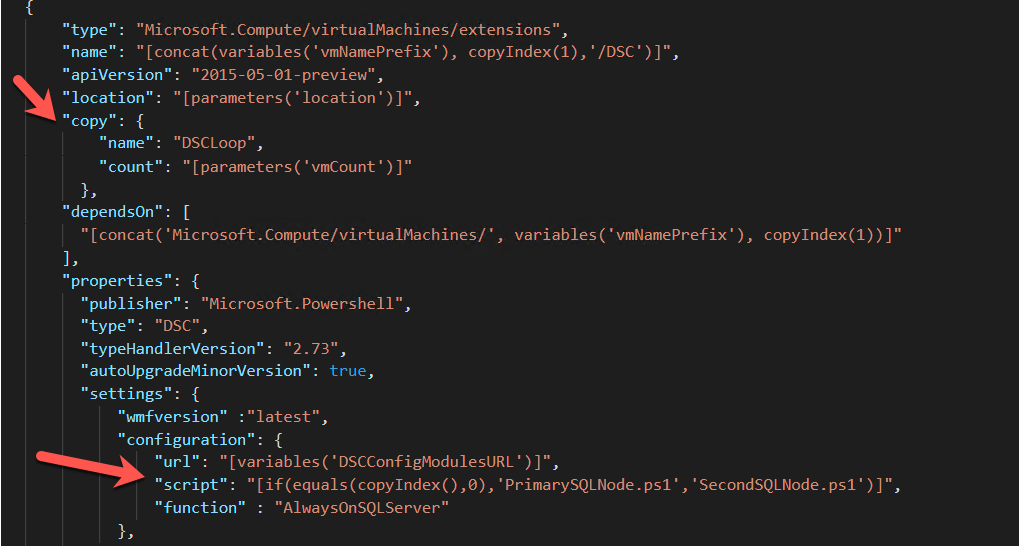 {
"type": "Microsoft.Compute/virtualMachines/extensions",
"name": "[concat(variables('vmNamePrefix'), copyIndex(1),'/DSC')]",
"apiVersion": "2015-05-01-preview",
"location": "[parameters('location')]",
"copy": {
"name": "DSCLoop",
"count": "[parameters('vmCount')]"
},
"dependsOn": [
"[concat('Microsoft.Compute/virtualMachines/', variables('vmNamePrefix'), copyIndex(1))]"
],
"properties": {
"publisher": "Microsoft.Powershell",
"type": "DSC",
"typeHandlerVersion": "2.73",
"autoUpgradeMinorVersion": true,
"settings": {
"wmfversion" :"latest",
"configuration": {
"url": "[variables('DSCConfigModulesURL')]",
"script": "[if(equals(copyIndex(),0),'PrimarySQLNode.ps1','SecondSQLNode.ps1')]",
"function" : "AlwaysOnSQLServer"
},